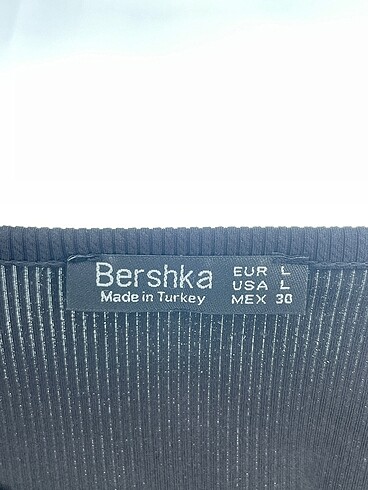 Bershka
Made in Turkey
EUR L
USA L
MEX 30